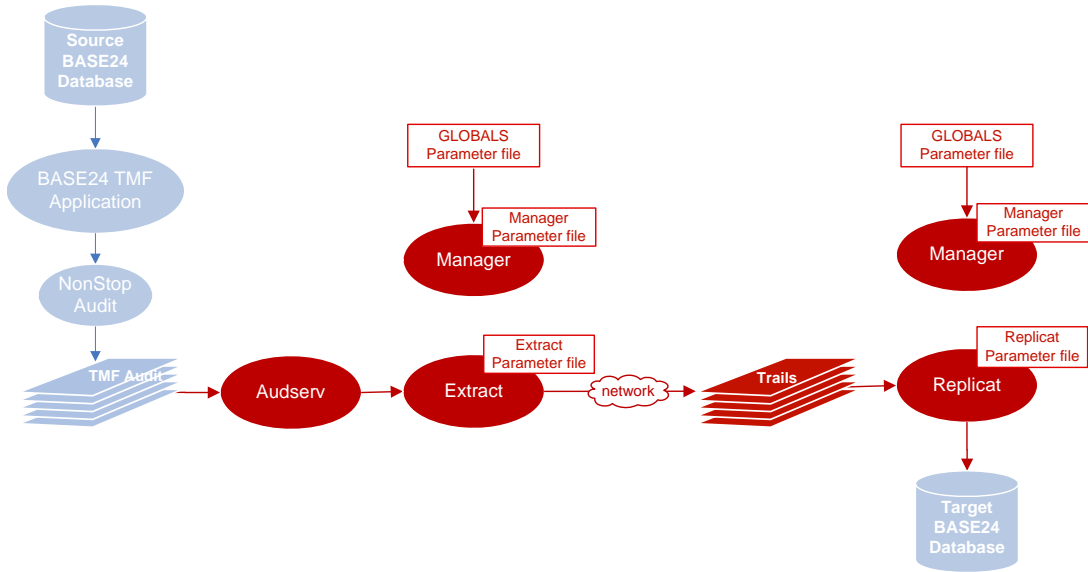 Source
BASE24
Database
GLOBALS
Parameter file
GLOBALS
Parameter file
BASE24 TMF
Application
Manager
Parameter file
Manager
Manager
Parameter file
Manager
NonStop
Audit
TMF Audit
Audserv
Extract
Parameter file
Extract
network
Trails
Replicat
Parameter file
Replicat
Target
BASE24
Database